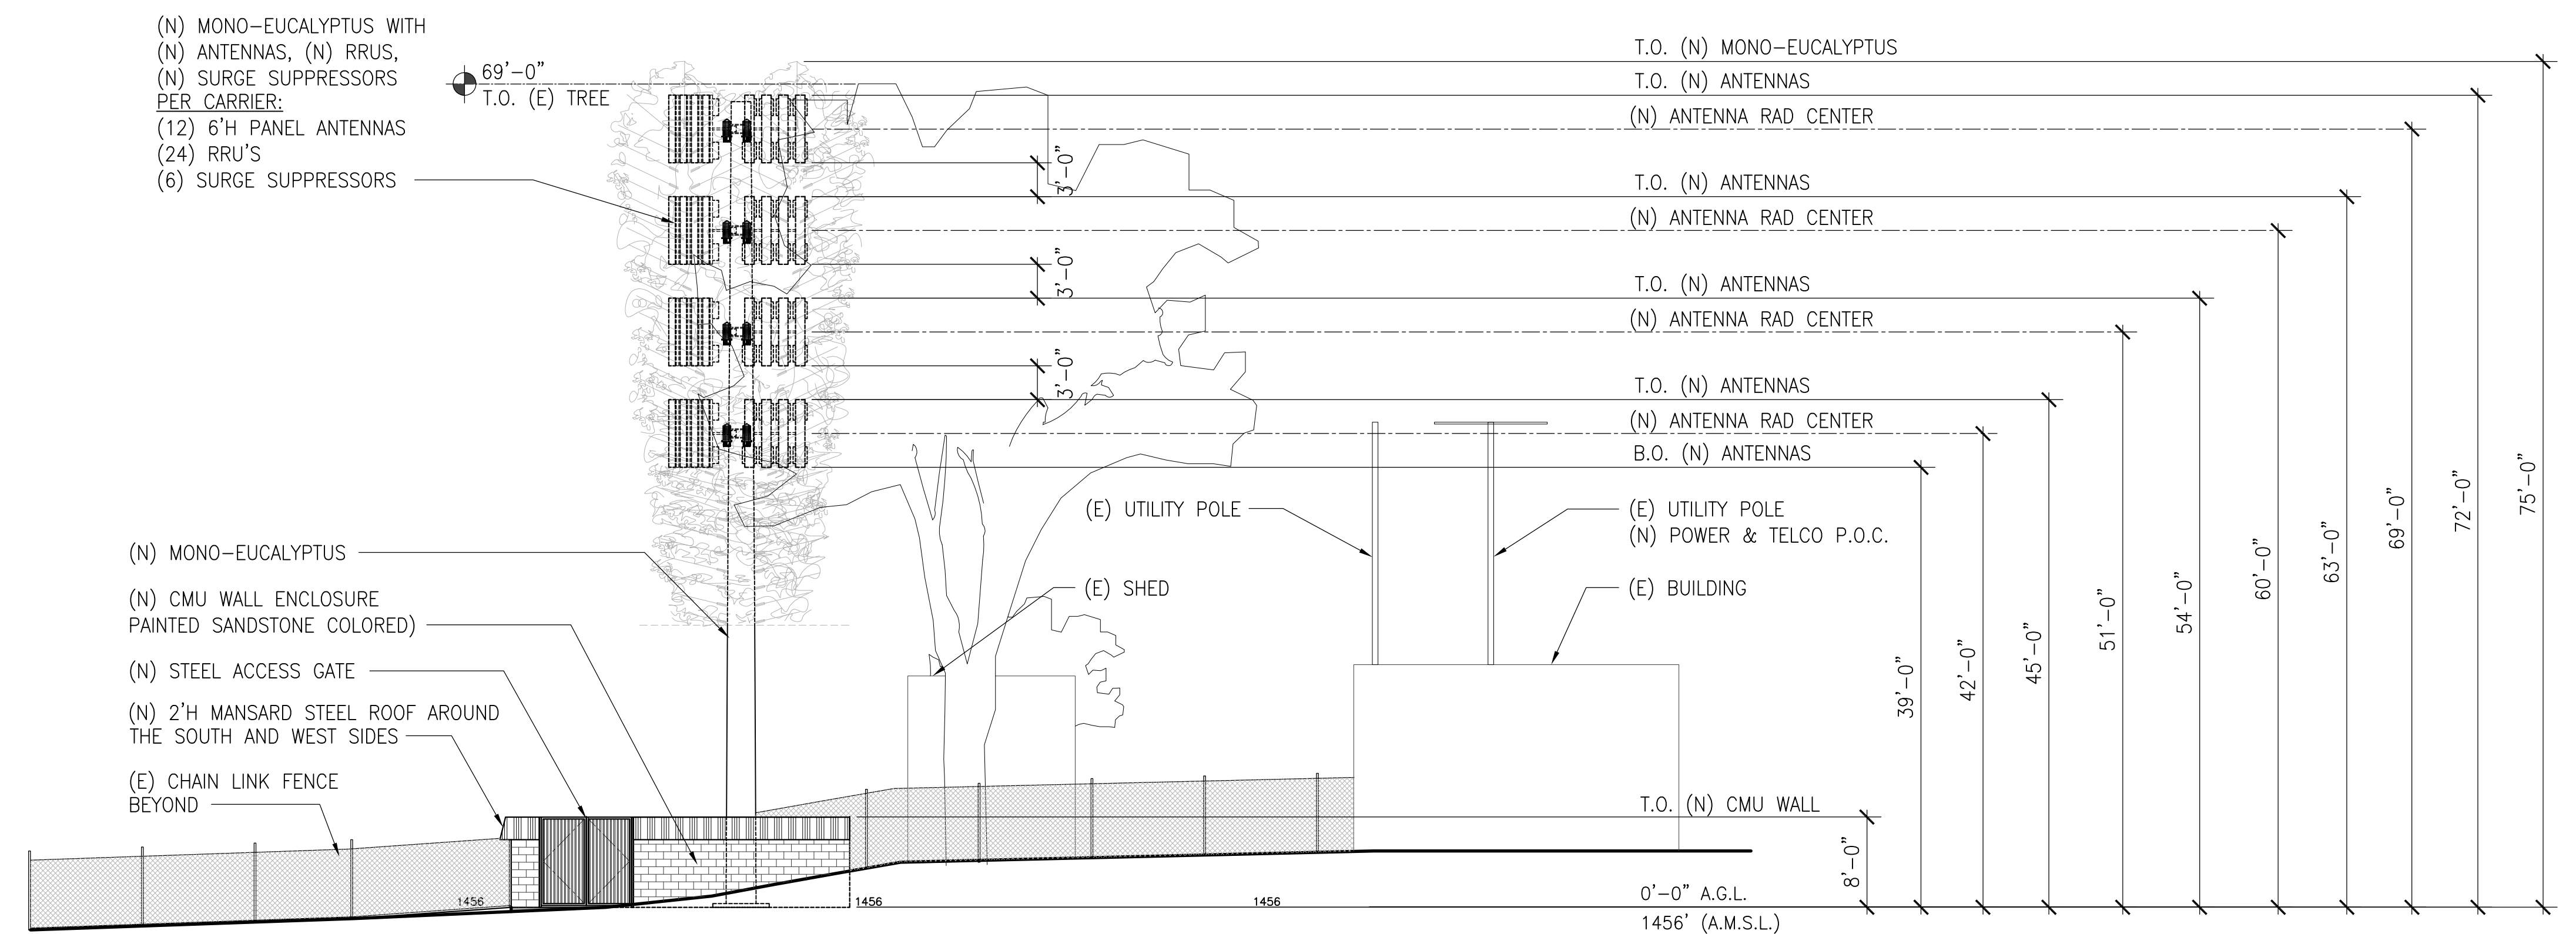 (N) MONO-EUCALYPTUS WITH
(N) ANTENNAS, (N) RRUS,
(N) SURGE SUPPRESSORS
PER CARRIER:
(12) 6'H PANEL ANTENNAS
(24) RRU'S
(6) SURGE SUPPRESSORS
69'-0"
T.O. (E) TREE
(N) MONO-EUCALYPTUS
(N) CMU WALL ENCLOSURE
PAINTED SANDSTONE COLORED)
(N) STEEL ACCESS GATE
(N) 2'H MANSARD STEEL ROOF AROUND
THE SOUTH AND WEST SIDES
(E) CHAIN LINK FENCE
BEYOND
3'-0"
3'-0"
3'-0"
(E) UTILITY POLE
(E) SHED
T.O. (N) MONO-EUCALYPTUS
T.O. (N) ANTENNAS
(N) ANTENNA RAD CENTER
T.O. (N) ANTENNAS
(N) ANTENNA RAD CENTER
T.O. (N) ANTENNAS
(N) ANTENNA RAD CENTER
T.O. (N) ANTENNAS
(N) ANTENNA RAD CENTER
B.O. (N) ANTENNAS
(E) UTILITY POLE
(N) POWER & TELCO P.O.C.
(E) BUILDING
T.O. (N) CMU WALL
0'-0" A.G.L.
1456' (A.M.S.L.)
1456
1456
1456
8'-0"
39'-0"
42'-0"
45'-0"
51'-0"
54'-0"
60'-0"
63'-0"
69'-0"
72'-0"
75'-0"